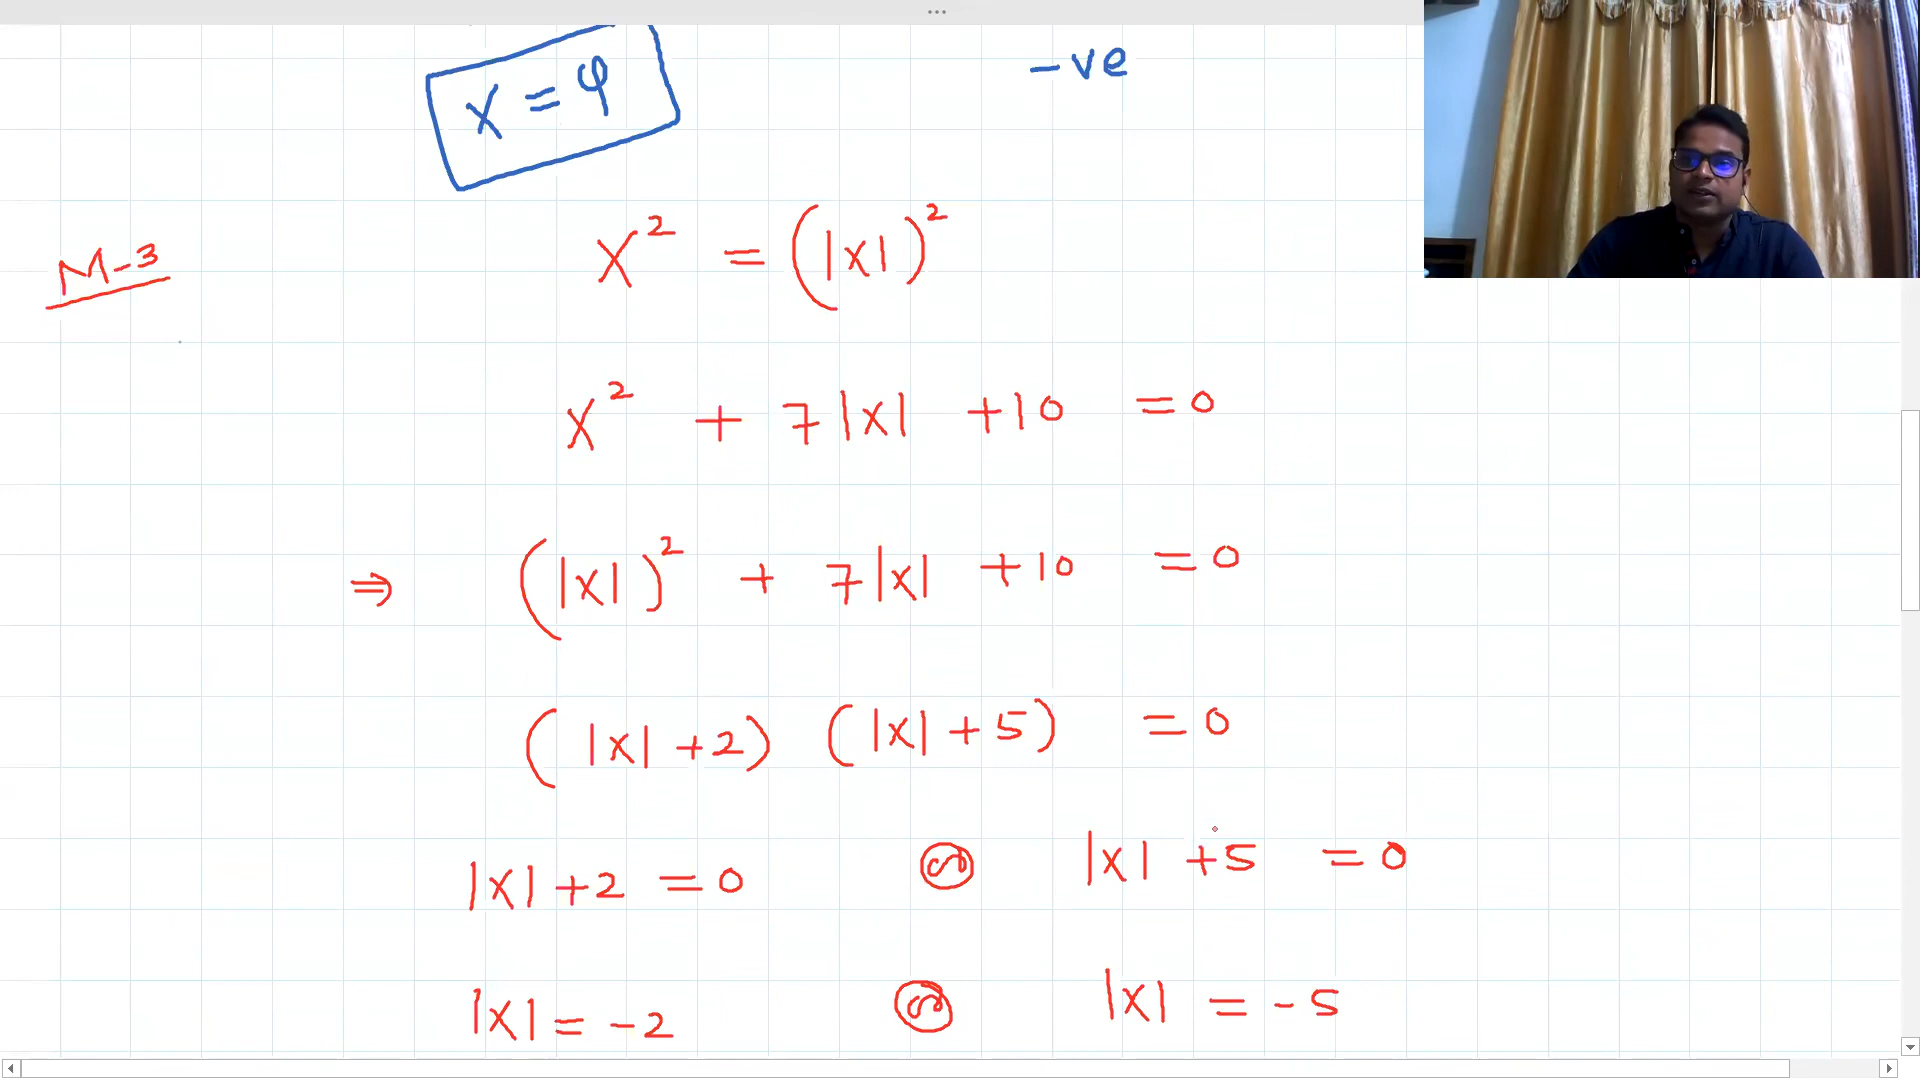 x = φ
-ve
M-3
x² = (|x|)²
x² + 7|x| + 10 = 0
⇒ (|x|)² + 7|x| + 10 = 0
(|x| + 2) (|x| + 5) = 0
|x| + 2 = 0 or |x| + 5 = 0
|x| = -2 or |x| = -5